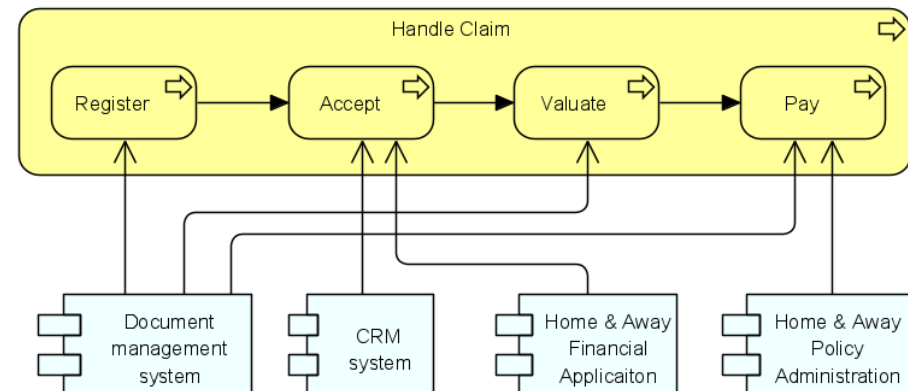 Handle Claim
Register
Accept
Valuate
Pay
Document
management
system
CRM
system
Home & Away
Financial
Applicaiton
Home & Away
Policy
Administration